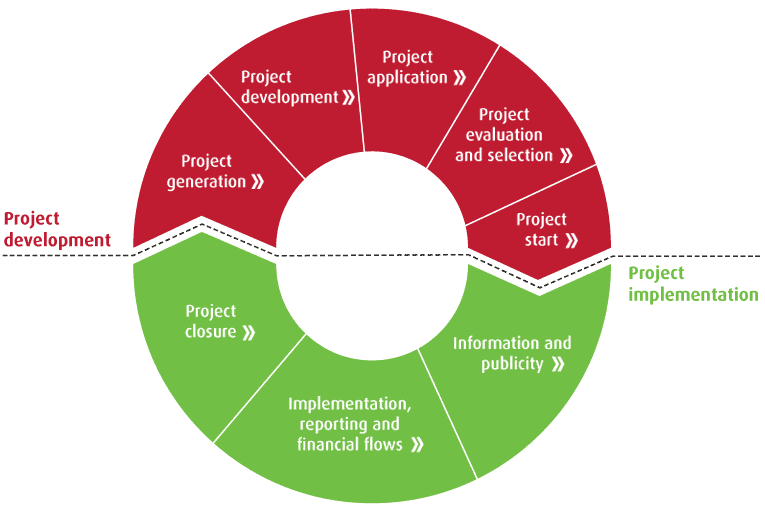 Project
application
Project
development
Project
evaluation
and selection
Project
generation
Project
start
Project
development
Project
implementation
Project
closure
Information and
publicity
Implementation,
reporting and
financial flows